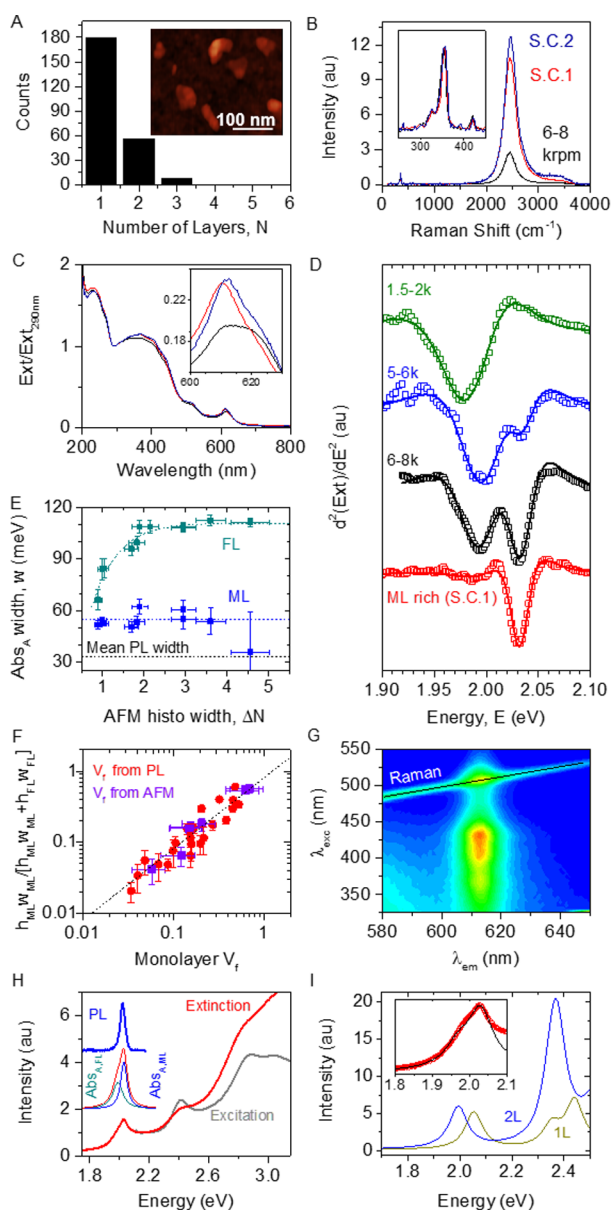 A
180
150
120
90
60
30
0
Counts
1 2 3 4 5 6
Number of Layers, N
100 nm
B
12
9
6
3
0
Intensity (au)
0 1000 2000 3000 4000
Raman Shift (cm⁻¹)
300 400
S.C.2
S.C.1
6-8
krpm
C
2
1
0
Ext/Ext290nm
200 400 600 800
Wavelength (nm)
0.22
0.18
600 620
D
d²(Ext)/dE² (au)
1.5-2k
5-6k
6-8k
ML rich (S.C.1)
1.90 1.95 2.00 2.05 2.10
Energy, E (eV)
E
120
90
60
30
AbsA width, w (meV)
FL
ML
Mean PL width
1 2 3 4 5
AFM histo width, ΔN
F
1
0.1
0.01
hMLwML/[hMLwML+hFLwFL]
Vf from PL
Vf from AFM
0.01 0.1 1
Monolayer Vf
G
550
500
450
400
350
λexc (nm)
Raman
580 600 620 640
λem (nm)
H
6
4
2
0
Intensity (au)
PL
AbsA,FL
AbsA,ML
Extinction
Excitation
1.8 2.2 2.6 3.0
Energy (eV)
I
20
15
10
5
0
Intensity (au)
1.8 1.9 2.0 2.1
2L
1L
1.8 2.0 2.2 2.4
Energy (eV)